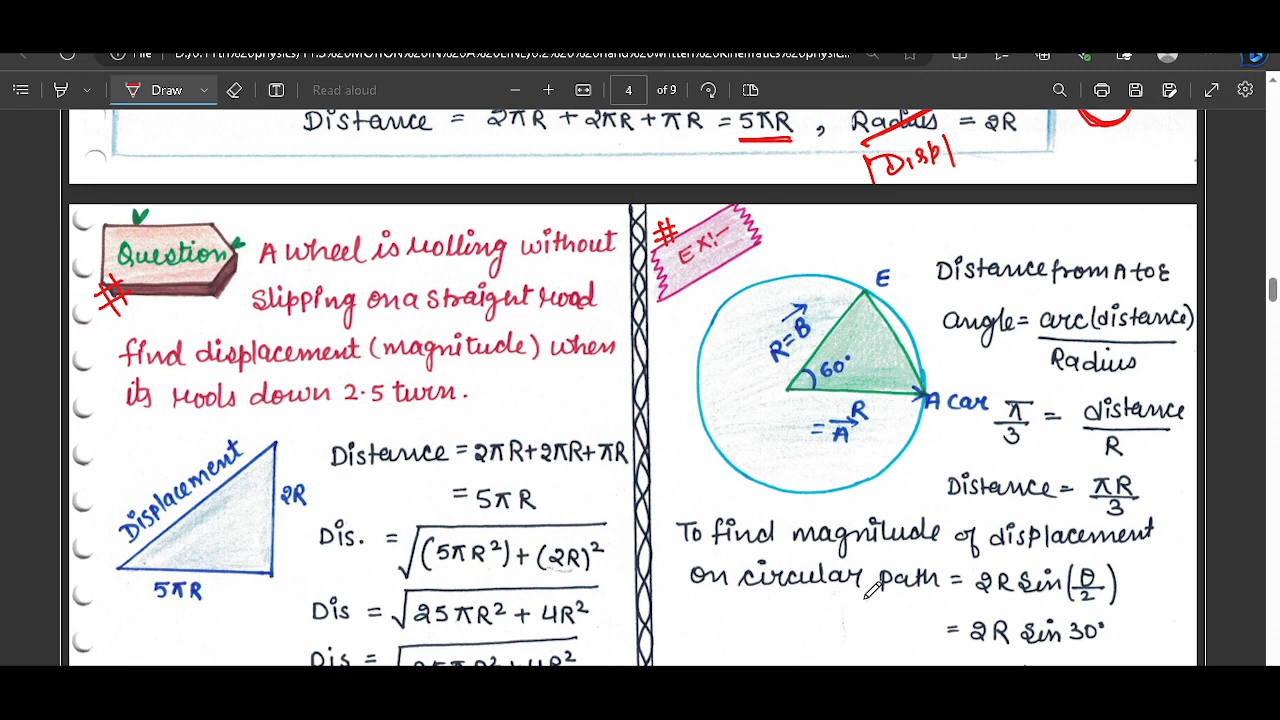 Draw
Read aloud
4 of 9
Distance = 2πR + 2πR + πR = 5πR , Radius = 2R
Disp
Question
A wheel is rolling without
slipping on a straight road
find displacement (magnitude) when
its rools down 2.5 turn.
Displacement
2R
5πR
Distance = 2πR+2πR+πR
= 5πR
Dis. = √(5πR²)+(2R)²
Dis = √25πR² + 4R²
Dis =
# Ex:-
E
R=B
60°
R
= A
A car
Distance from A to E
angle = arc(distance)
Radius
π/3 = distance/R
Distance = πR/3
To find magnitude of displacement
on circular path = 2R Sin(θ/2)
= 2R Sin 30°